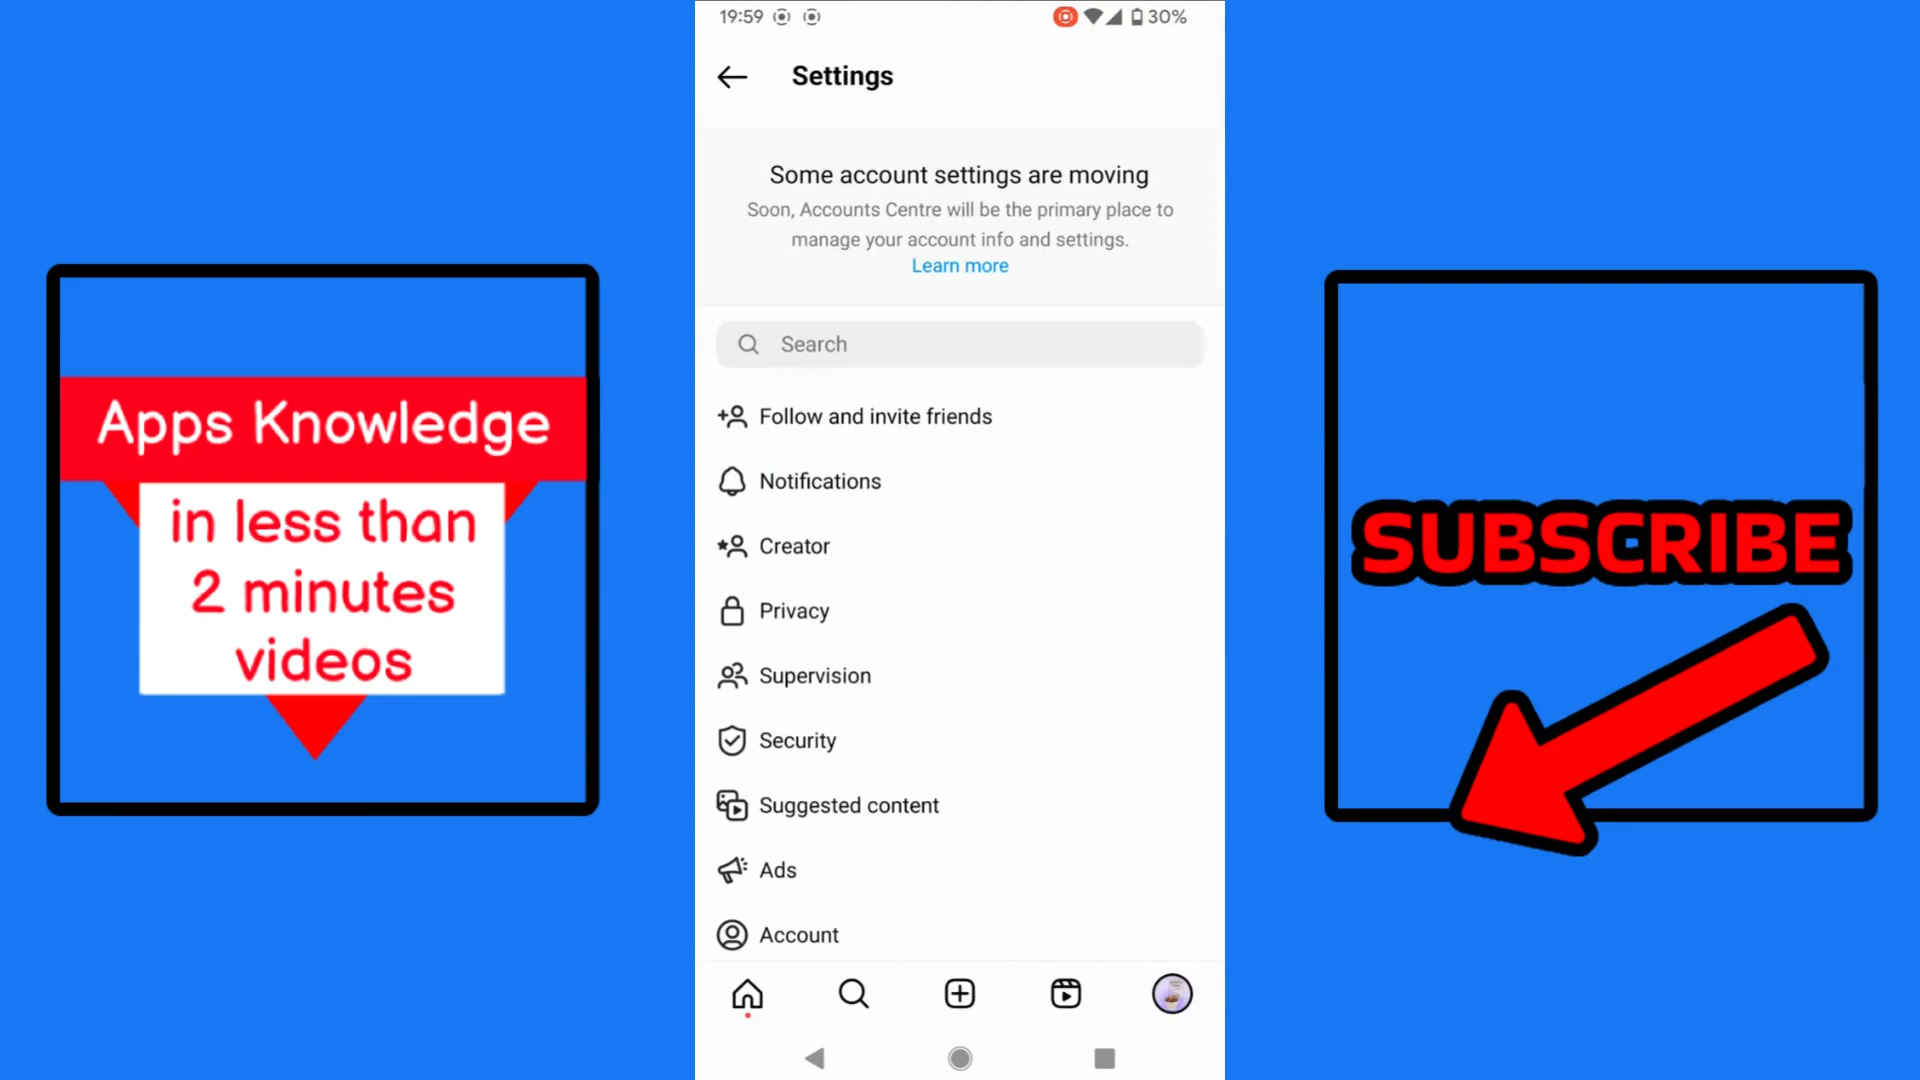 19:59
30%
Settings
Some account settings are moving
Soon, Accounts Centre will be the primary place to
manage your account info and settings.
Learn more
Search
Follow and invite friends
Notifications
Creator
Privacy
Supervision
Security
Suggested content
Ads
Account
Apps Knowledge
in less than
2 minutes
videos
SUBSCRIBE